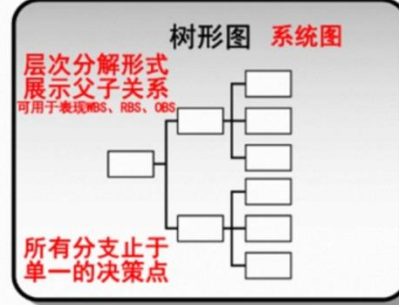 树形图 系统图
层次分解形式
展示父子关系
可用于表现WBS、RBS、OBS
所有分支止于
单一的决策点